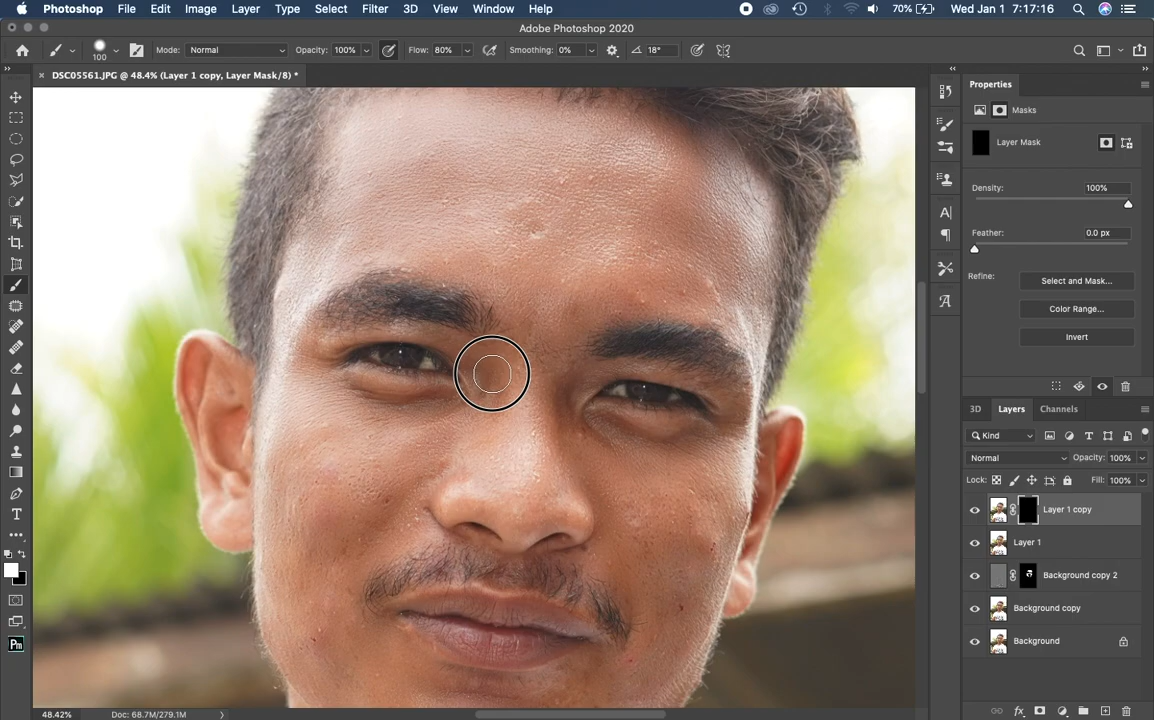 Photoshop File Edit Image Layer Type Select Filter 3D View Window Help 70% Wed Jan 1 7:17:16
Adobe Photoshop 2020
100 Mode: Normal Opacity: 100% Flow: 80% Smoothing: 0% 18°
DSC05561.JPG @ 48.4% (Layer 1 copy, Layer Mask/8) *
Properties
Masks
Layer Mask
Density: 100%
Feather: 0.0 px
Refine: Select and Mask...
Color Range...
Invert
3D Layers Channels
Kind
Normal Opacity: 100%
Lock: Fill: 100%
Layer 1 copy
Layer 1
Background copy 2
Background copy
Background
Pm
fx
48.42% Doc: 68.7M/279.1M